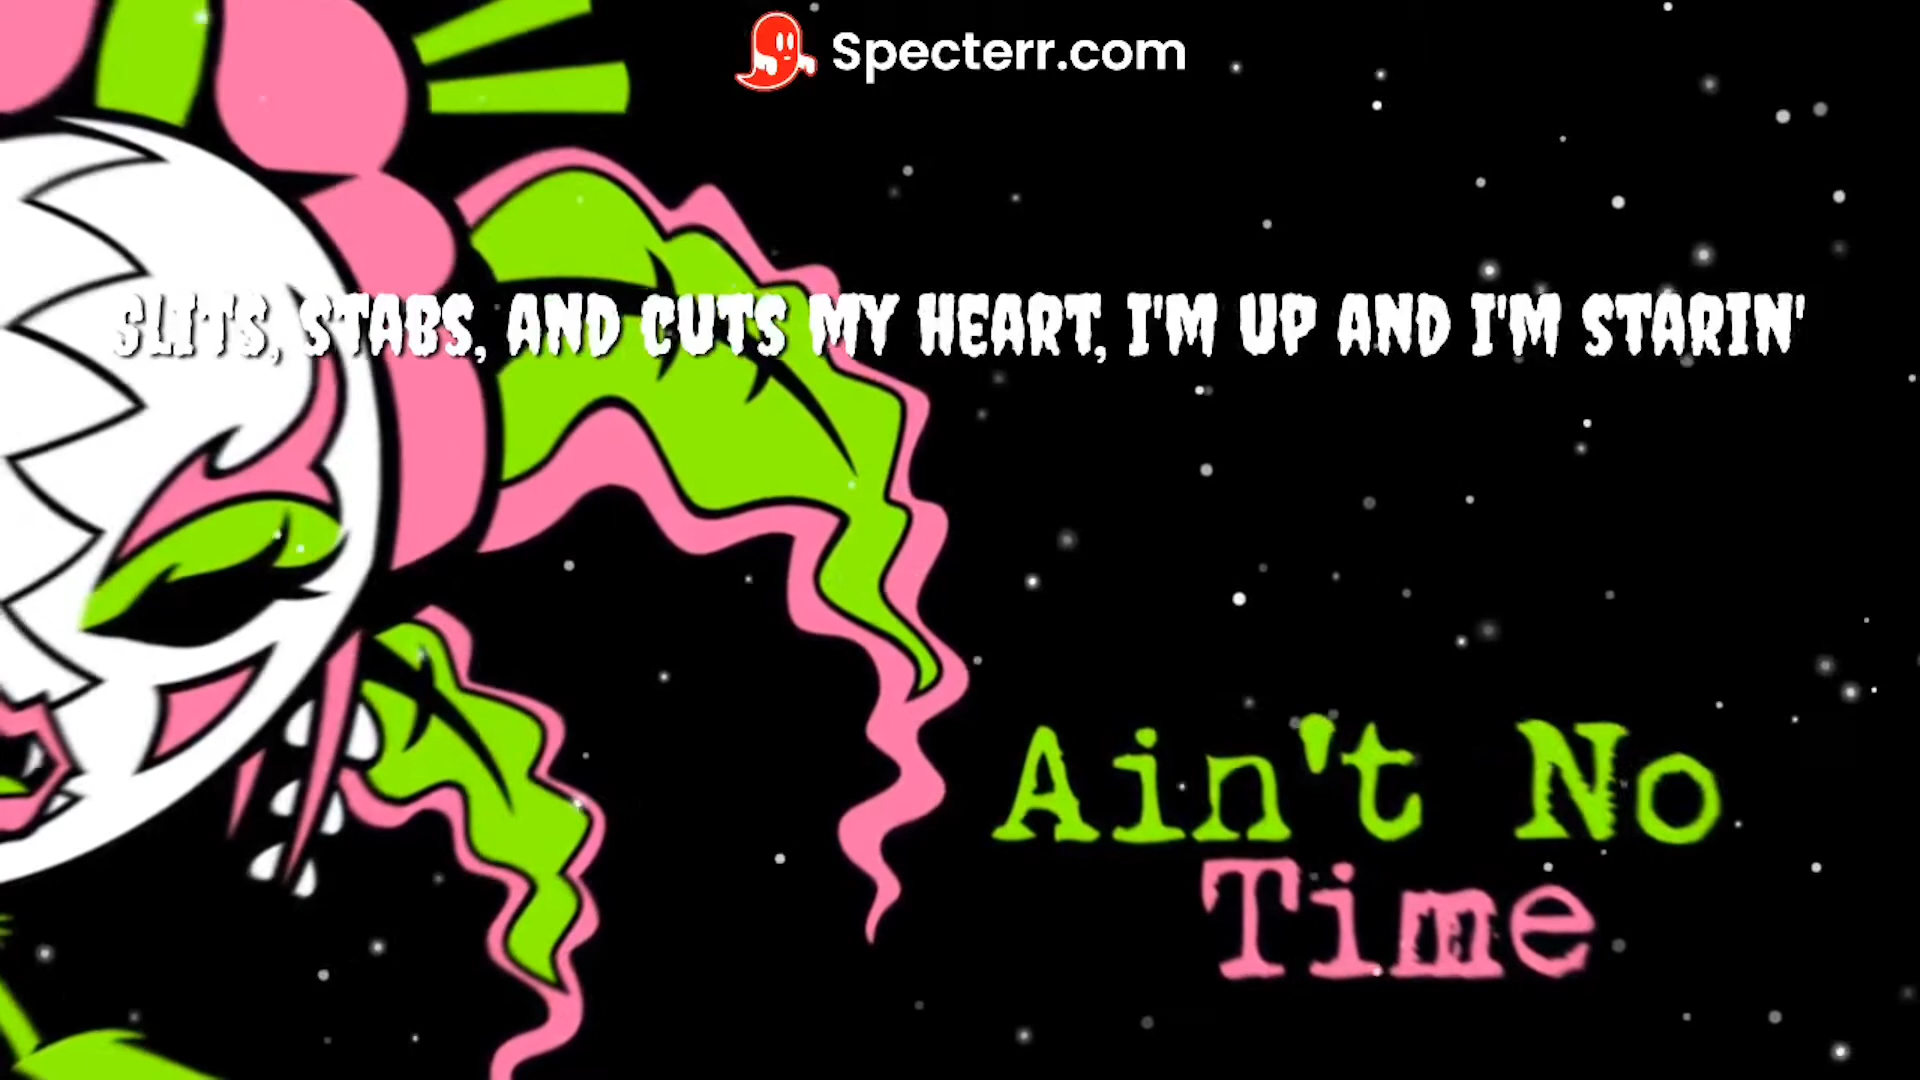 Specterr.com
SLITS, STABS, AND CUTS MY HEART, I'M UP AND I'M STARIN'
Ain't No
Time